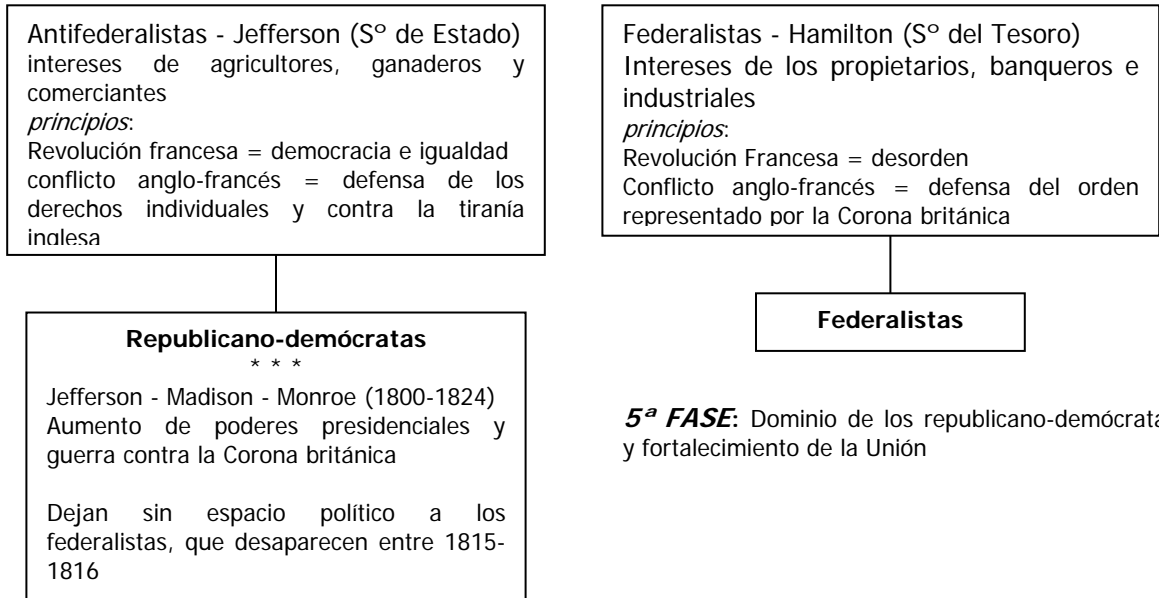 Antifederalistas - Jefferson (Sº de Estado)
intereses de agricultores, ganaderos y
comerciantes
principios:
Revolución francesa = democracia e igualdad
conflicto anglo-francés = defensa de los
derechos individuales y contra la tiranía
inglesa
Republicano-demócratas
* * *
Jefferson - Madison - Monroe (1800-1824)
Aumento de poderes presidenciales y
guerra contra la Corona británica
Dejan sin espacio político a los
federalistas, que desaparecen entre 1815-
1816
Federalistas - Hamilton (Sº del Tesoro)
Intereses de los propietarios, banqueros e
industriales
principios:
Revolución Francesa = desorden
Conflicto anglo-francés = defensa del orden
representado por la Corona británica
Federalistas
5ª FASE: Dominio de los republicano-demócrata
y fortalecimiento de la Unión